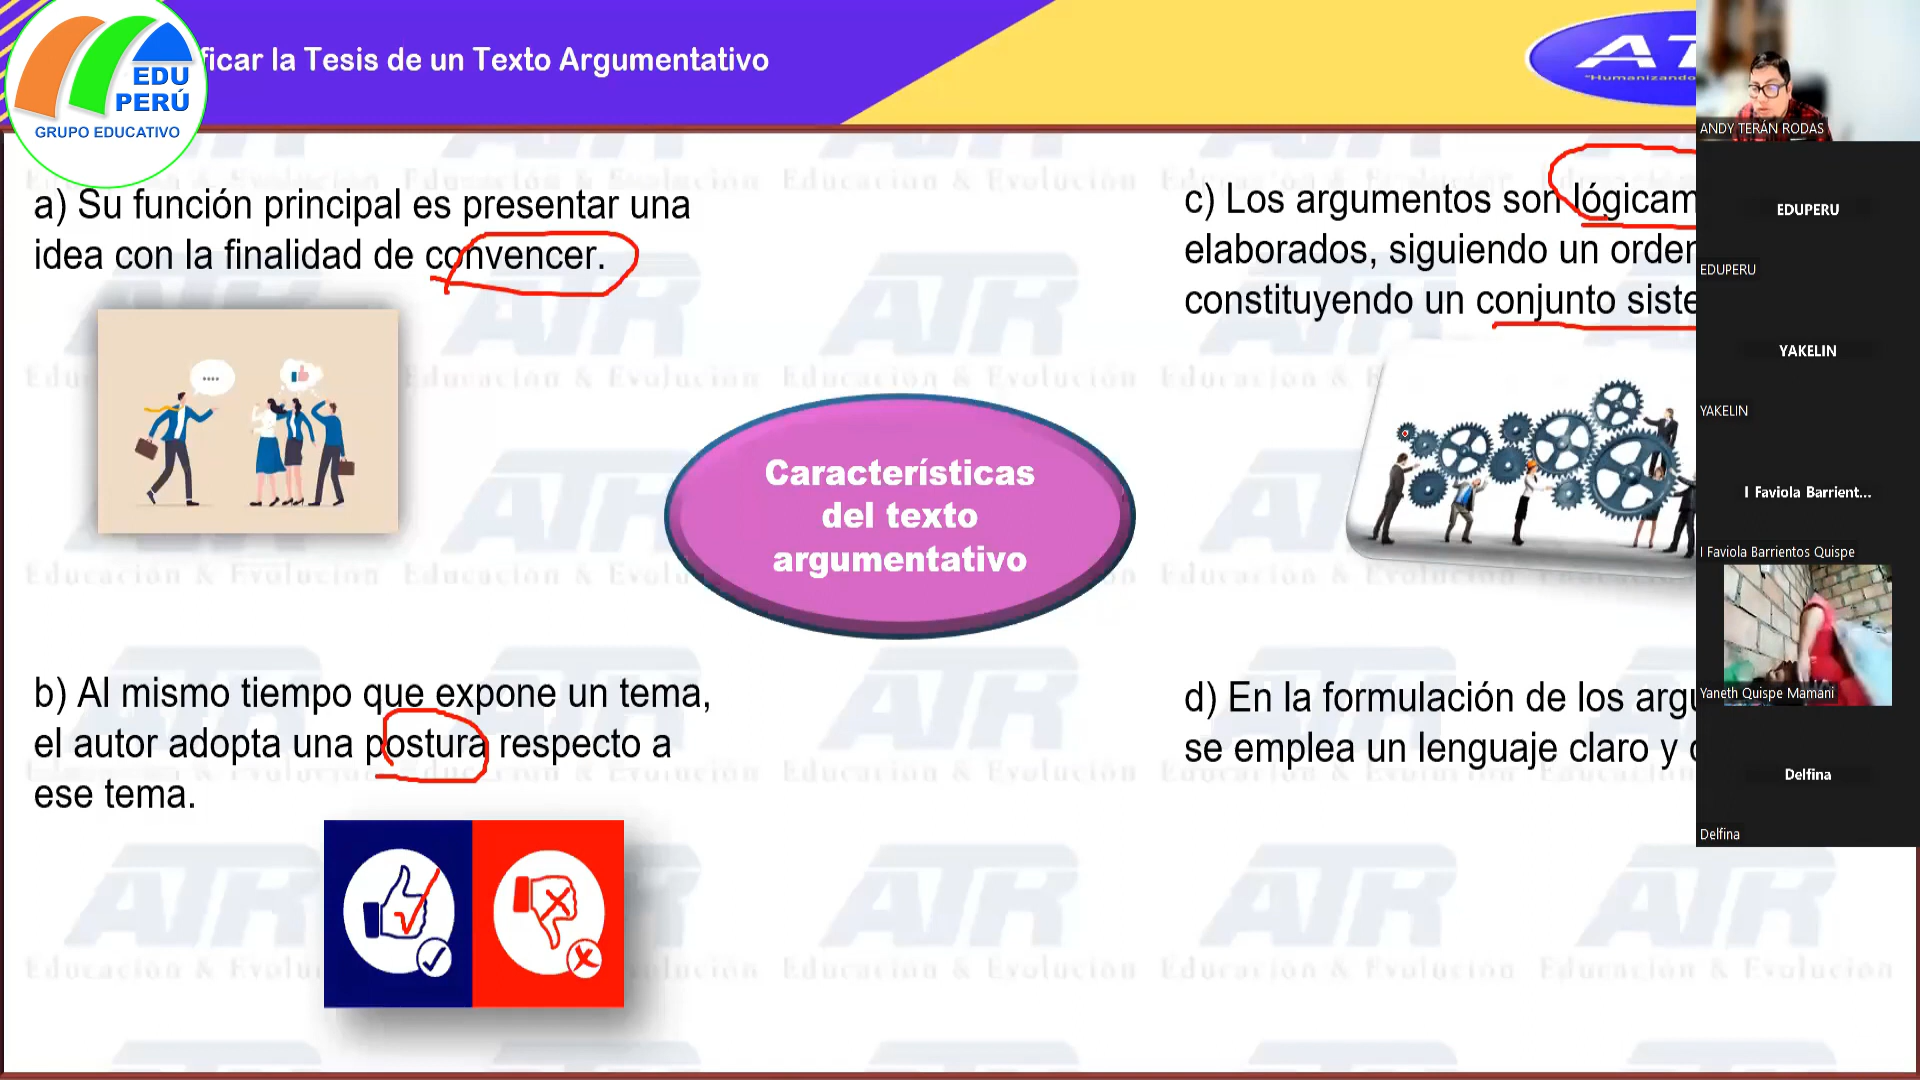 ficar la Tesis de un Texto Argumentativo
EDU
PERÚ
GRUPO EDUCATIVO
"Humanizando
a) Su función principal es presentar una
idea con la finalidad de convencer.
c) Los argumentos son lógicam
elaborados, siguiendo un orden
constituyendo un conjunto siste
Características
del texto
argumentativo
b) Al mismo tiempo que expone un tema,
el autor adopta una postura respecto a
ese tema.
d) En la formulación de los argu
se emplea un lenguaje claro y
ATR
Educación & Evolución
ANDY TERÁN RODAS
EDUPERU
EDUPERU
YAKELIN
YAKELIN
I Faviola Barrient...
I Faviola Barrientos Quispe
Yaneth Quispe Mamani
Delfina
Delfina